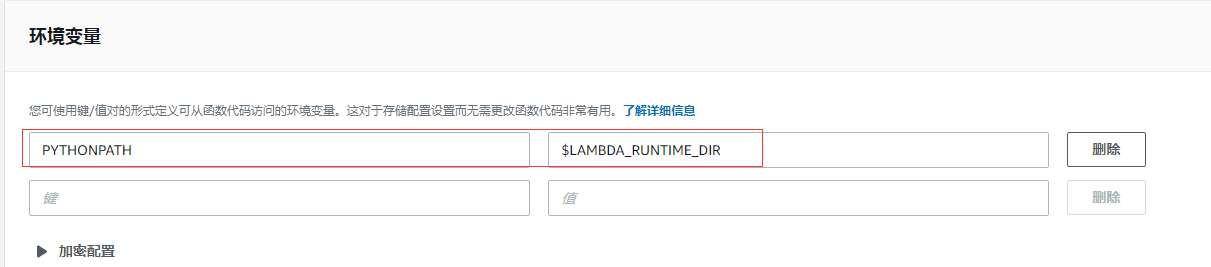 环境变量
您可使用键/值对的形式定义可从函数代码访问的环境变量。这对于存储配置设置而无需更改函数代码非常有用。了解详细信息
PYTHONPATH $LAMBDA_RUNTIME_DIR 删除
键 值 删除
加密配置